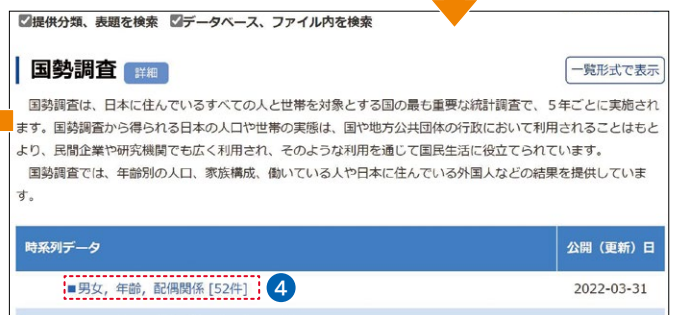 ☑提供分類、表題を検索 ☑データベース、ファイル内を検索
国勢調査 詳細
一覧形式で表示
国勢調査は、日本に住んでいるすべての人と世帯を対象とする国の最も重要な統計調査で、5年ごとに実施され
ます。国勢調査から得られる日本の人口や世帯の実態は、国や地方公共団体の行政において利用されることはもと
より、民間企業や研究機関でも広く利用され、そのような利用を通じて国民生活に役立てられています。
国勢調査では、年齢別の人口、家族構成、働いている人や日本に住んでいる外国人などの結果を提供していま
す。
時系列データ 公開（更新）日
■男女，年齢，配偶関係 [52件] 4 2022-03-31